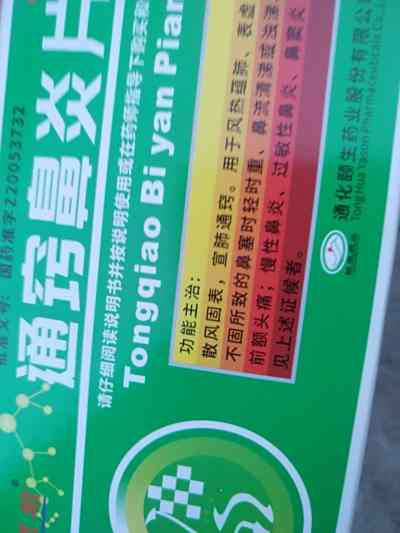 国药准字Z20053732
通窍鼻炎片
请仔细阅读说明书并按说明使用或在药师指导下购买和
Tongqiao Bi yan Pian
功能主治：
散风固表，宣肺通窍。用于风热蕴肺、表虚
不固所致的鼻塞时轻时重、鼻流清涕或浊涕、
前额头痛；慢性鼻炎、过敏性鼻炎、鼻窦炎
见上述证候者。
通化颐生药业股份有限公
TongHua Yason Pharmaceuticals Co.,